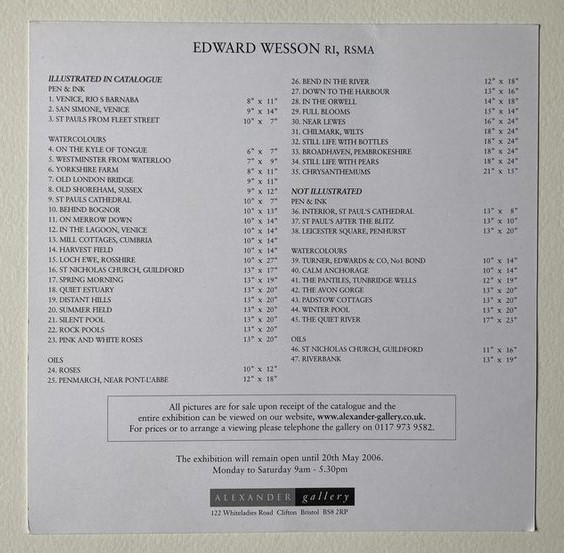 EDWARD WESSON RI, RSMA
ILLUSTRATED IN CATALOGUE
PEN & INK
1. VENICE, RIO S BARNABA 8" x 11"
2. SAN SIMONE, VENICE 9" x 14"
3. ST PAULS FROM FLEET STREET 10" x 7"
WATERCOLOURS
4. ON THE KYLE OF TONGUE 6" x 7"
5. WESTMINSTER FROM WATERLOO 7" x 9"
6. YORKSHIRE FARM 8" x 11"
7. OLD LONDON BRIDGE 9" x 11"
8. OLD SHOREHAM, SUSSEX 9" x 12"
9. ST PAULS CATHEDRAL 10" x 7"
10. BEHIND BOGNOR 10" x 13"
11. ON MERROW DOWN 10" x 14"
12. IN THE LAGOON, VENICE 10" x 14"
13. MILL COTTAGES, CUMBRIA 10" x 14"
14. HARVEST FIELD 10" x 14"
15. LOCH EWE, ROSSHIRE 10" x 27"
16. ST NICHOLAS CHURCH, GUILDFORD 13" x 17"
17. SPRING MORNING 13" x 19"
18. QUIET ESTUARY 13" x 20"
19. DISTANT HILLS 13" x 20"
20. SUMMER FIELD 13" x 20"
21. SILENT POOL 13" x 20"
22. ROCK POOLS 13" x 20"
23. PINK AND WHITE ROSES 13" x 20"
OILS
24. ROSES 10" x 12"
25. PENMARCH, NEAR PONT-L'ABBE 12" x 18"
26. BEND IN THE RIVER 12" x 18"
27. DOWN TO THE HARBOUR 13" x 16"
28. IN THE ORWELL 14" x 18"
29. FULL BLOOMS 15" x 14"
30. NEAR LEWES 16" x 24"
31. CHILMARK, WILTS 18" x 24"
32. STILL LIFE WITH BOTTLES 18" x 24"
33. BROADHAVEN, PEMBROKESHIRE 18" x 24"
34. STILL LIFE WITH PEARS 18" x 24"
35. CHRYSANTHEMUMS 21" x 15"
NOT ILLUSTRATED
PEN & INK
36. INTERIOR, ST PAUL'S CATHEDRAL 13" x 8"
37. ST PAUL'S AFTER THE BLITZ 13" x 10"
38. LEICESTER SQUARE, PENHURST 13" x 20"
WATERCOLOURS
39. TURNER, EDWARDS & CO, No1 BOND 10" x 14"
40. CALM ANCHORAGE 10" x 14"
41. THE PANTILES, TUNBRIDGE WELLS 12" x 19"
42. THE AVON GORGE 13" x 20"
43. PADSTOW COTTAGES 13" x 20"
44. WINTER POOL 13" x 20"
45. THE QUIET RIVER 17" x 23"
OILS
46. ST NICHOLAS CHURCH, GUILDFORD 11" x 16"
47. RIVERBANK 13" x 19"
All pictures are for sale upon receipt of the catalogue and the
entire exhibition can be viewed on our website, www.alexander-gallery.co.uk.
For prices or to arrange a viewing please telephone the gallery on 0117 973 9582.
The exhibition will remain open until 20th May 2006.
Monday to Saturday 9am - 5.30pm
ALEXANDER gallery
122 Whiteladies Road Clifton Bristol BS8 2RP